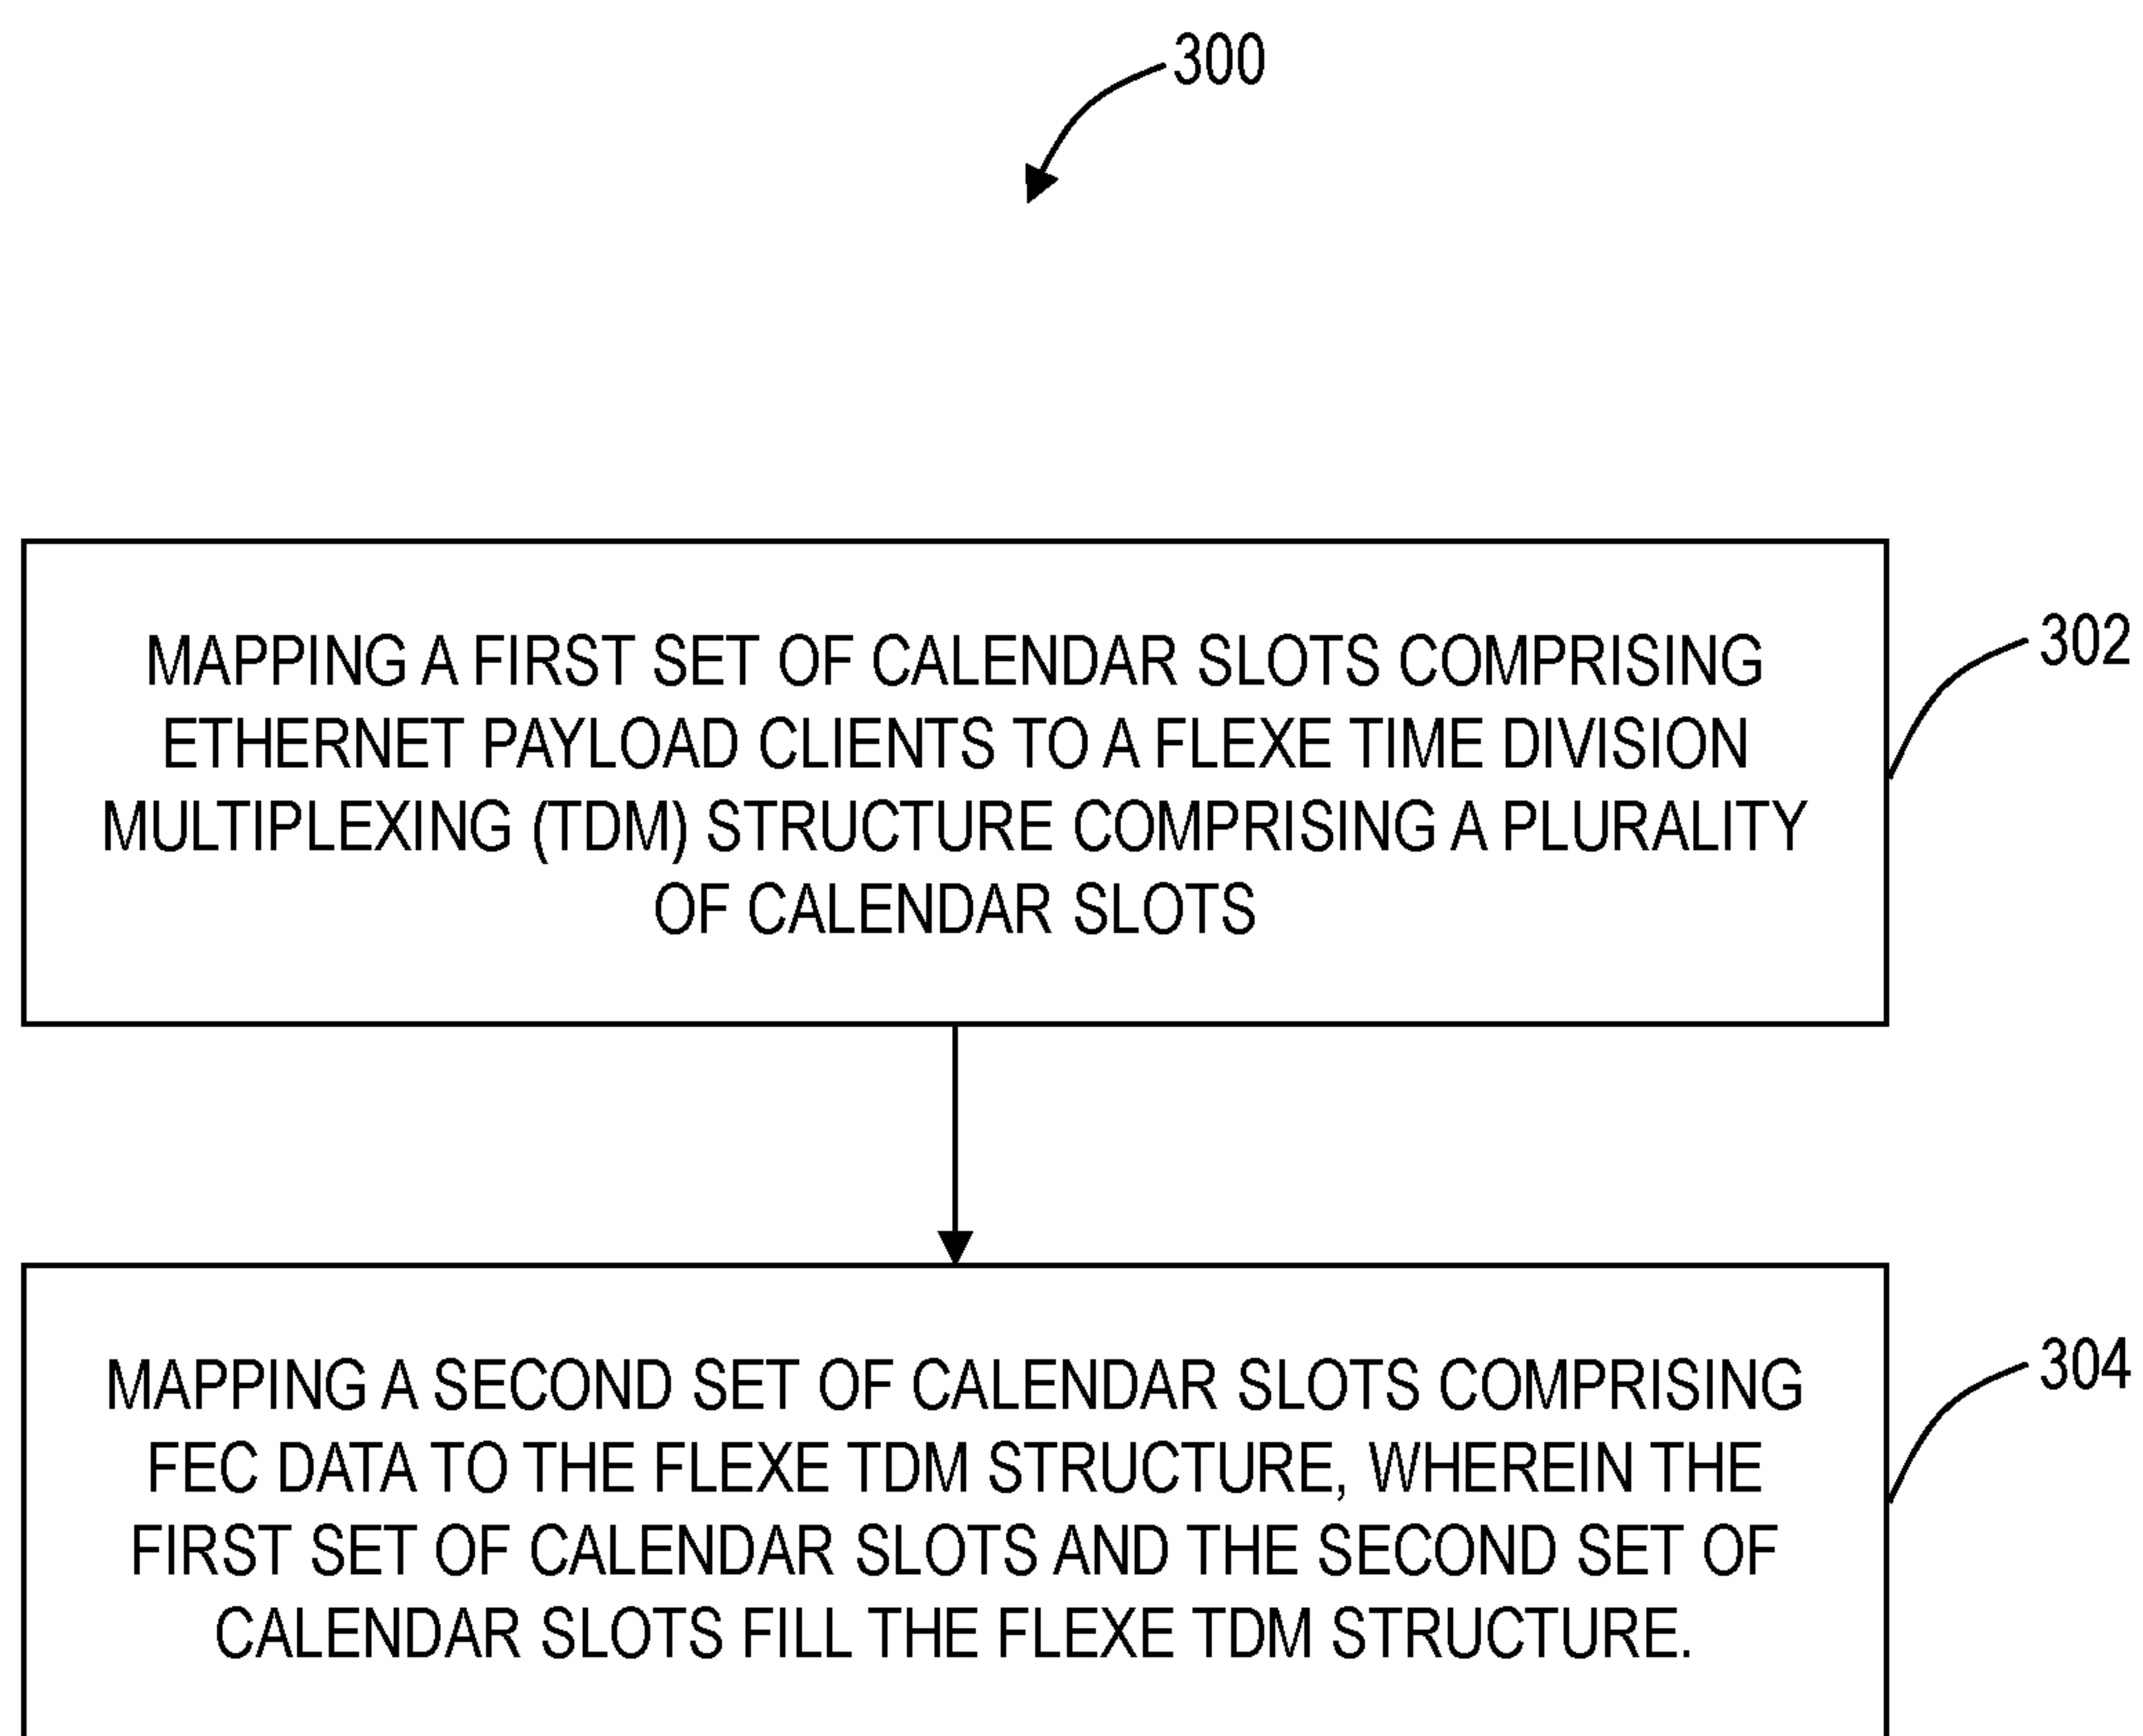 300
MAPPING A FIRST SET OF CALENDAR SLOTS COMPRISING
ETHERNET PAYLOAD CLIENTS TO A FLEXE TIME DIVISION
MULTIPLEXING (TDM) STRUCTURE COMPRISING A PLURALITY
OF CALENDAR SLOTS
302
MAPPING A SECOND SET OF CALENDAR SLOTS COMPRISING
FEC DATA TO THE FLEXE TDM STRUCTURE, WHEREIN THE
FIRST SET OF CALENDAR SLOTS AND THE SECOND SET OF
CALENDAR SLOTS FILL THE FLEXE TDM STRUCTURE.
304